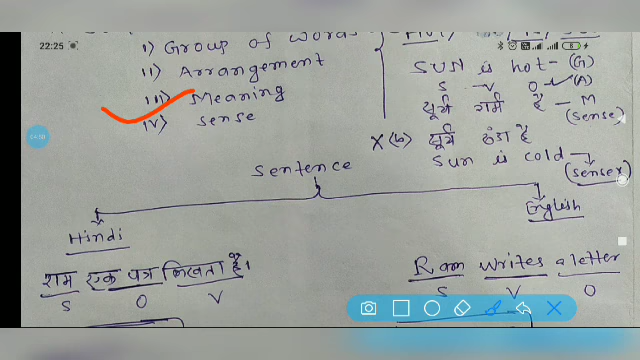 22:25
i) Group of words
ii) Arrangement
iii) Meaning
iv) Sense
SUN is hot - (G)
S V O (A)
सूर्य गर्म है - M
(Sense)
X (b) सूर्य ठंडा है
Sun is cold
(Sense x)
Sentence
Hindi
English
राम एक पत्र लिखता है।
S O V
Ram writes a letter
S V O